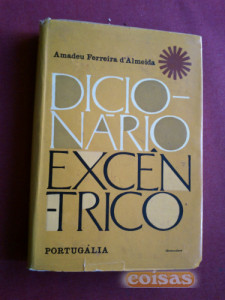 Amadeu Ferreira d'Almeida
DICIO-
NÁRIO
EXCÊN
-TRICO
PORTUGÁLIA
coisas